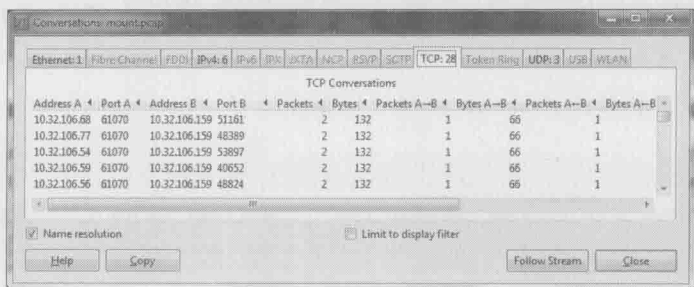 Conversations: mount.pcap
Ethernet: 1 Fibre Channel FDDI IPv4: 6 IPv6 IPX JXTA NCP RSVP SCTP TCP: 28 Token Ring UDP: 3 USB WLAN
TCP Conversations
Address A Port A Address B Port B Packets Bytes Packets A→B Bytes A→B Packets A←B Bytes A←B
10.32.106.68 61070 10.32.106.159 51161 2 132 1 66 1
10.32.106.77 61070 10.32.106.159 48389 2 132 1 66 1
10.32.106.54 61070 10.32.106.159 53897 2 132 1 66 1
10.32.106.59 61070 10.32.106.159 40652 2 132 1 66 1
10.32.106.56 61070 10.32.106.159 48824 2 132 1 66 1
Name resolution Limit to display filter
Help Copy Follow Stream Close